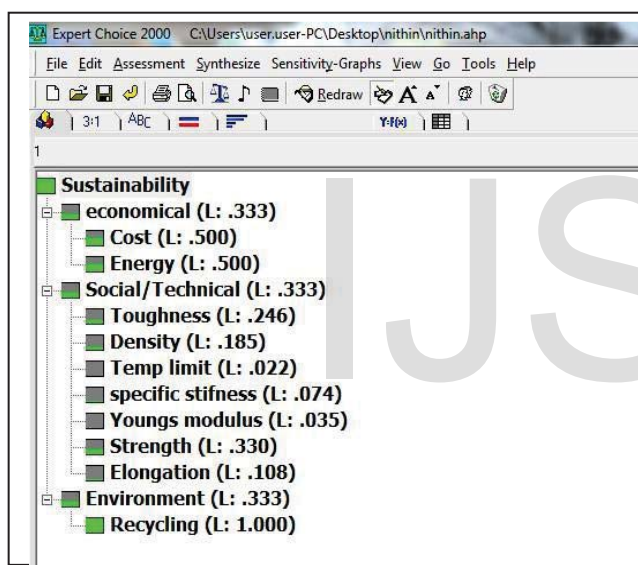 Expert Choice 2000 C:\Users\user.user-PC\Desktop\nithin\nithin.ahp
File Edit Assessment Synthesize Sensitivity-Graphs View Go Tools Help
Redraw A A
3:1 ABC Y:f(x)
1
Sustainability
economical (L: .333)
Cost (L: .500)
Energy (L: .500)
Social/Technical (L: .333)
Toughness (L: .246)
Density (L: .185)
Temp limit (L: .022)
specific stifness (L: .074)
Youngs modulus (L: .035)
Strength (L: .330)
Elongation (L: .108)
Environment (L: .333)
Recycling (L: 1.000)
IJS